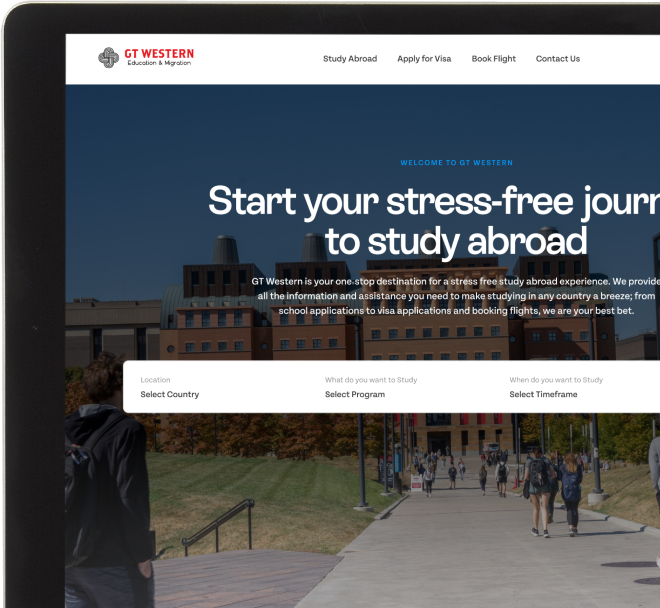 GT WESTERN
Education & Migration
Study Abroad Apply for Visa Book Flight Contact Us
WELCOME TO GT WESTERN
Start your stress-free journ
to study abroad
GT Western is your one-stop destination for a stress free study abroad experience. We provide
all the information and assistance you need to make studying in any country a breeze; from
school applications to visa applications and booking flights, we are your best bet.
Location What do you want to Study When do you want to Study
Select Country Select Program Select Timeframe